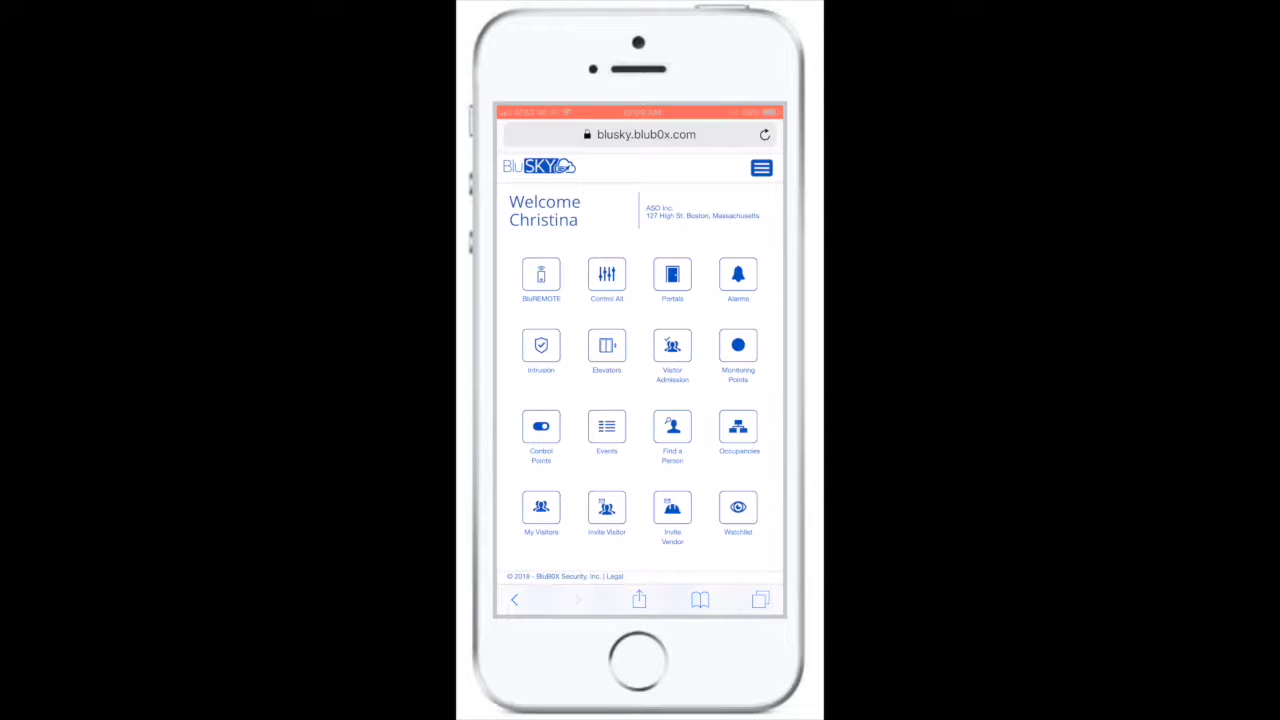 blusky.blub0x.com
BluSKY
Welcome
Christina
ASO Inc.
127 High St. Boston, Massachusetts
BluREMOTE
Control All
Portals
Alarms
Intrusion
Elevators
Visitor
Admission
Monitoring
Points
Control
Points
Events
Find a
Person
Occupancies
My Visitors
Invite Visitor
Invite
Vendor
Watchlist
© 2018 - BluB0X Security, Inc. | Legal